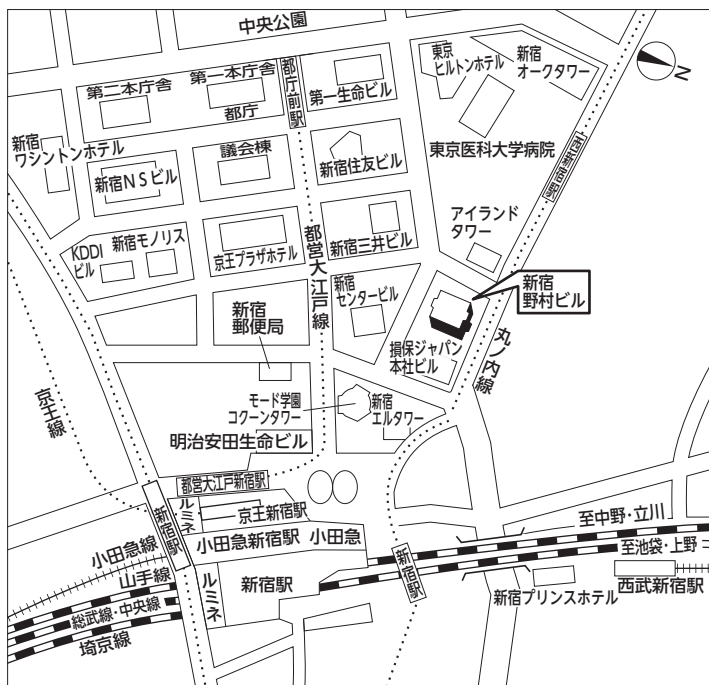 中央公園
第二本庁舎
第一本庁舎
都庁
都庁前駅
第一生命ビル
東京
ヒルトンホテル
新宿
オークタワー
N
新宿
ワシントンホテル
新宿NSビル
議会棟
新宿住友ビル
東京医科大学病院
西新宿駅
KDDI
ビル
新宿モノリス
京王プラザホテル
都営大江戸線
新宿三井ビル
アイランド
タワー
新宿
郵便局
新宿
センタービル
新宿
野村ビル
損保ジャパン
本社ビル
丸ノ内線
京王線
モード学園
コクーンタワー
新宿
エルタワー
明治安田生命ビル
都営大江戸新宿駅
ルミネ
京王新宿駅
新宿駅
小田急新宿駅
小田急
小田急線
山手線
総武線・中央線
埼京線
ルミネ
新宿駅
新宿駅
至中野・立川
至池袋・上野
新宿プリンスホテル
西武新宿駅